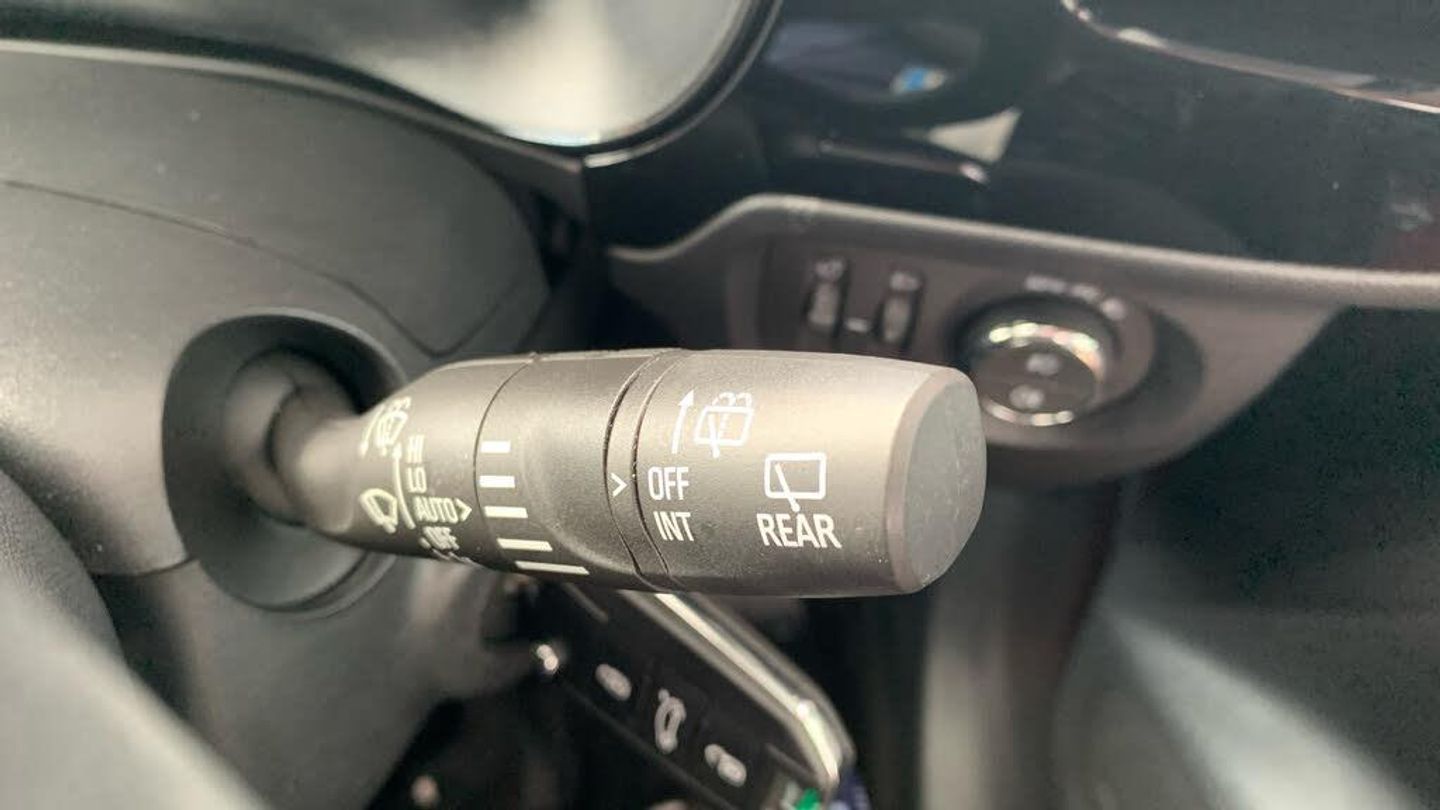 HI
LO
AUTO >
OFF
>
OFF
INT
REAR